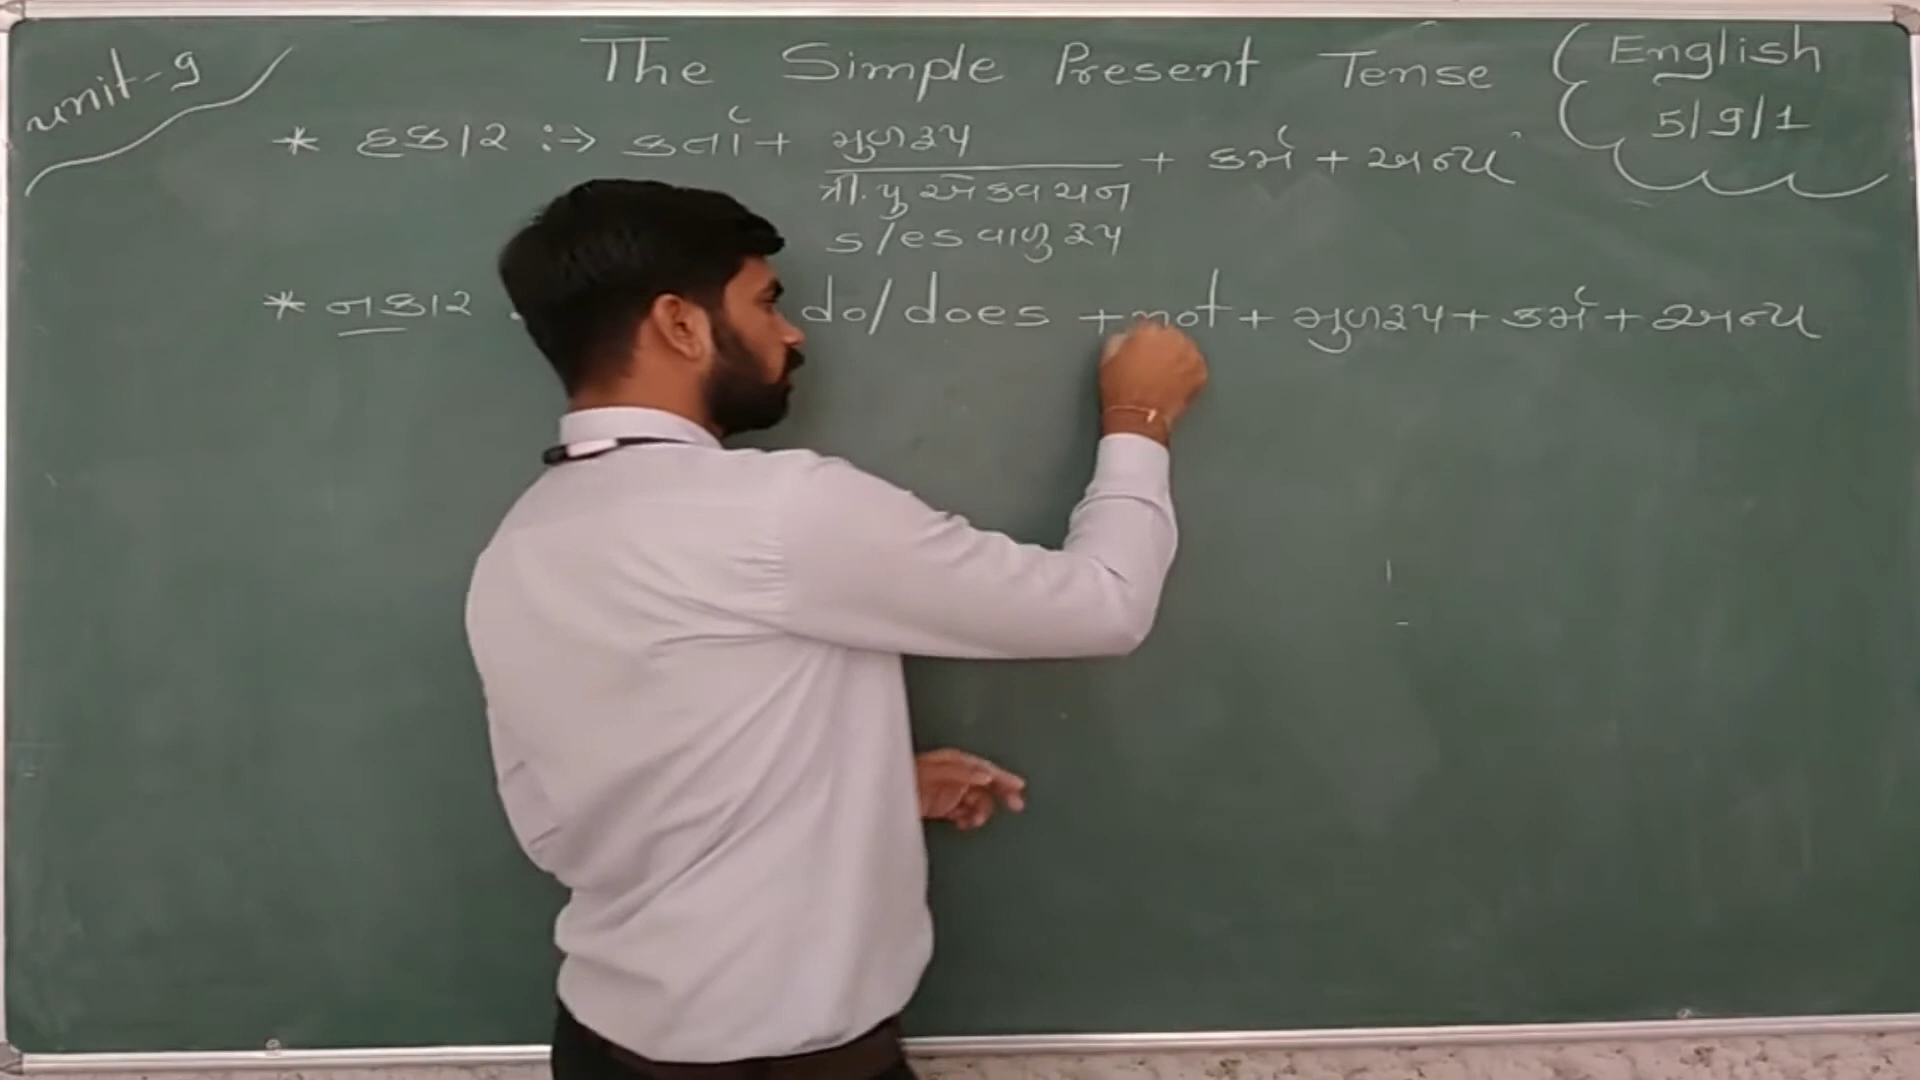 unit-9
The Simple Present Tense
English
5/9/1
* હકાર :→ કર્તા + મુળરૂપ + કર્મ + અન્ય
ત્રી.પુ એકવચન
s/es વાળુ રૂપ
* નકાર do/does + not + મુળરૂપ + કર્મ + અન્ય